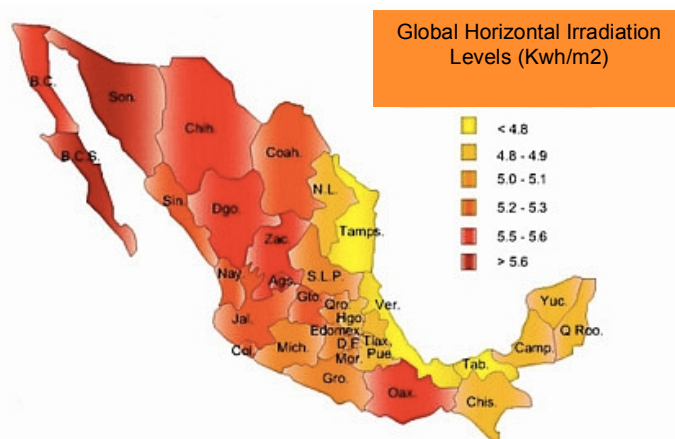 Global Horizontal Irradiation
Levels (Kwh/m2)
< 4.8
4.8 - 4.9
5.0 - 5.1
5.2 - 5.3
5.5 - 5.6
> 5.6
B.C.
Son.
Chih.
B.C.S.
Coah.
N.L.
Sin.
Dgo.
Tamps.
Zac.
Nay.
Ags.
S.L.P.
Gto.
Qro.
Ver.
Hgo.
Jal.
Edomex.
Tlax.
D.F.
Col.
Mich.
Mor.
Pue.
Gro.
Oax.
Tab.
Chis.
Yuc.
Q Roo.
Camp.